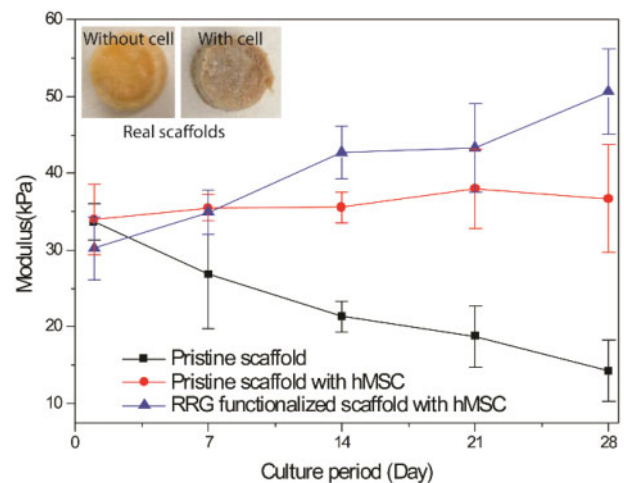 60
50
40
30
20
10
Modulus(kPa)
Without cell
With cell
Real scaffolds
Pristine scaffold
Pristine scaffold with hMSC
RRG functionalized scaffold with hMSC
0 7 14 21 28
Culture period (Day)